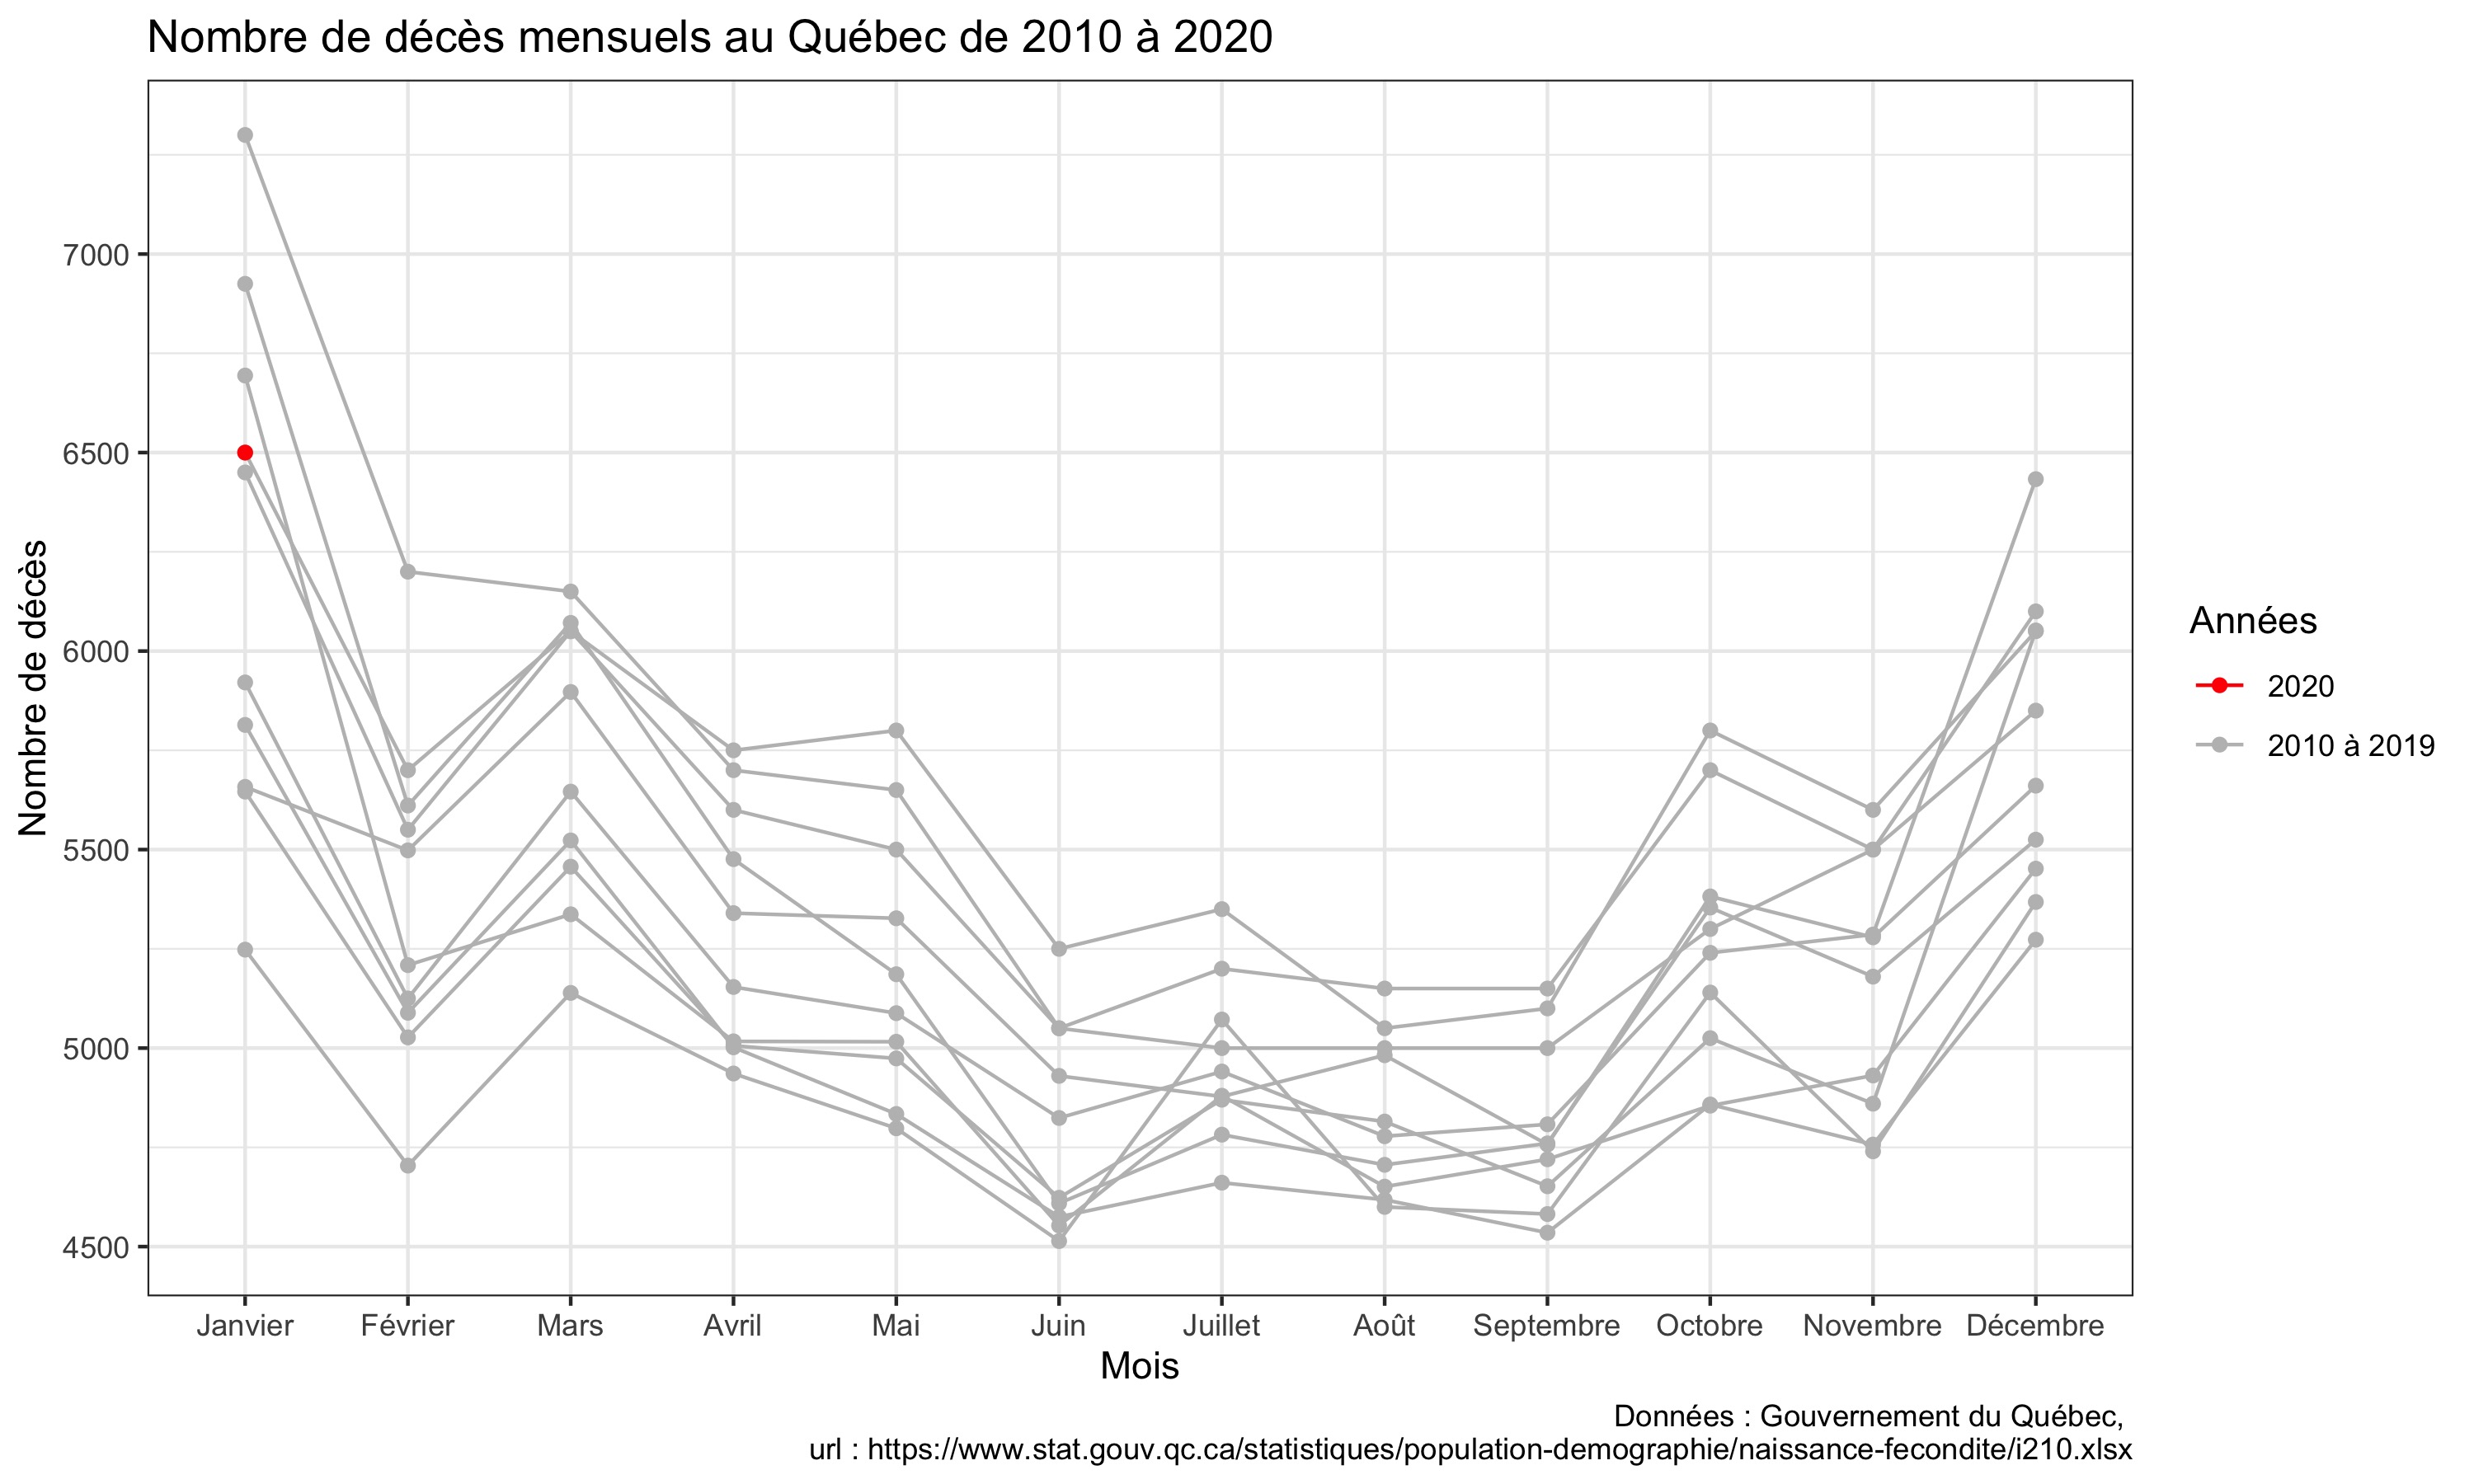 Nombre de décès mensuels au Québec de 2010 à 2020
Nombre de décès
7000
6500
6000
5500
5000
4500
Janvier Février Mars Avril Mai Juin Juillet Août Septembre Octobre Novembre Décembre
Mois
Années
2020
2010 à 2019
Données : Gouvernement du Québec,
url : https://www.stat.gouv.qc.ca/statistiques/population-demographie/naissance-fecondite/i210.xlsx